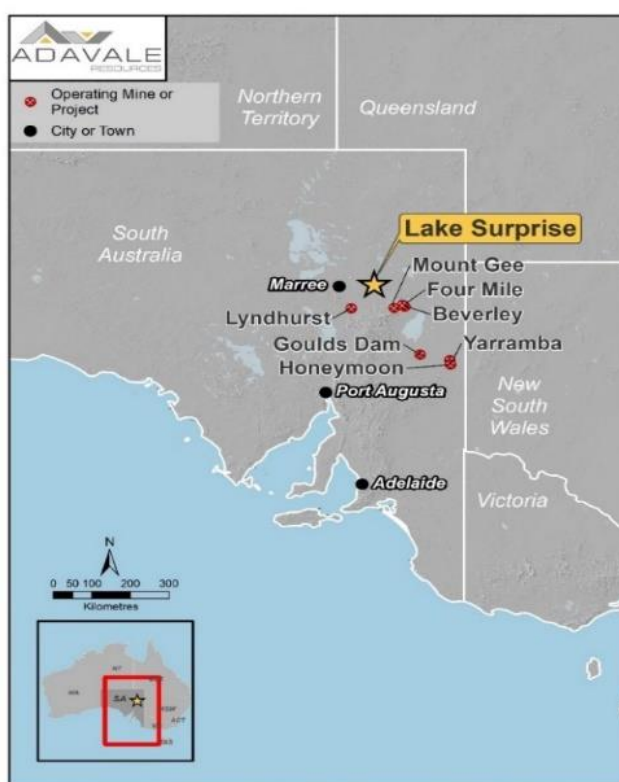 ADAVALE
RESOURCES
Operating Mine or
Project
City or Town
Northern
Territory
Queensland
South
Australia
Lake Surprise
Marree
Mount Gee
Four Mile
Lyndhurst
Beverley
Goulds Dam
Yarramba
Honeymoon
Port Augusta
New
South
Wales
Adelaide
Victoria
N
0 50 100 200 300
Kilometres
NT
WA
SA